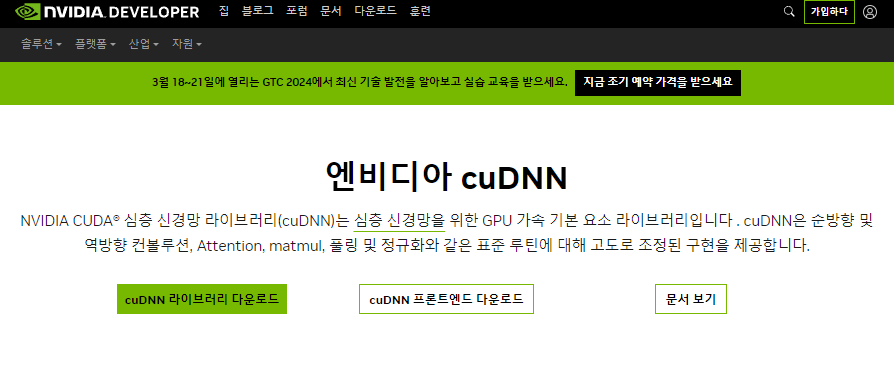 NVIDIA.DEVELOPER 집 블로그 포럼 문서 다운로드 훈련 가입하다
솔루션 플랫폼 산업 자원
3월 18~21일에 열리는 GTC 2024에서 최신 기술 발전을 알아보고 실습 교육을 받으세요. 지금 조기 예약 가격을 받으세요
엔비디아 cuDNN
NVIDIA CUDA® 심층 신경망 라이브러리(cuDNN)는 심층 신경망을 위한 GPU 가속 기본 요소 라이브러리입니다 . cuDNN은 순방향 및
역방향 컨볼루션, Attention, matmul, 풀링 및 정규화와 같은 표준 루틴에 대해 고도로 조정된 구현을 제공합니다.
cuDNN 라이브러리 다운로드 cuDNN 프론트엔드 다운로드 문서 보기